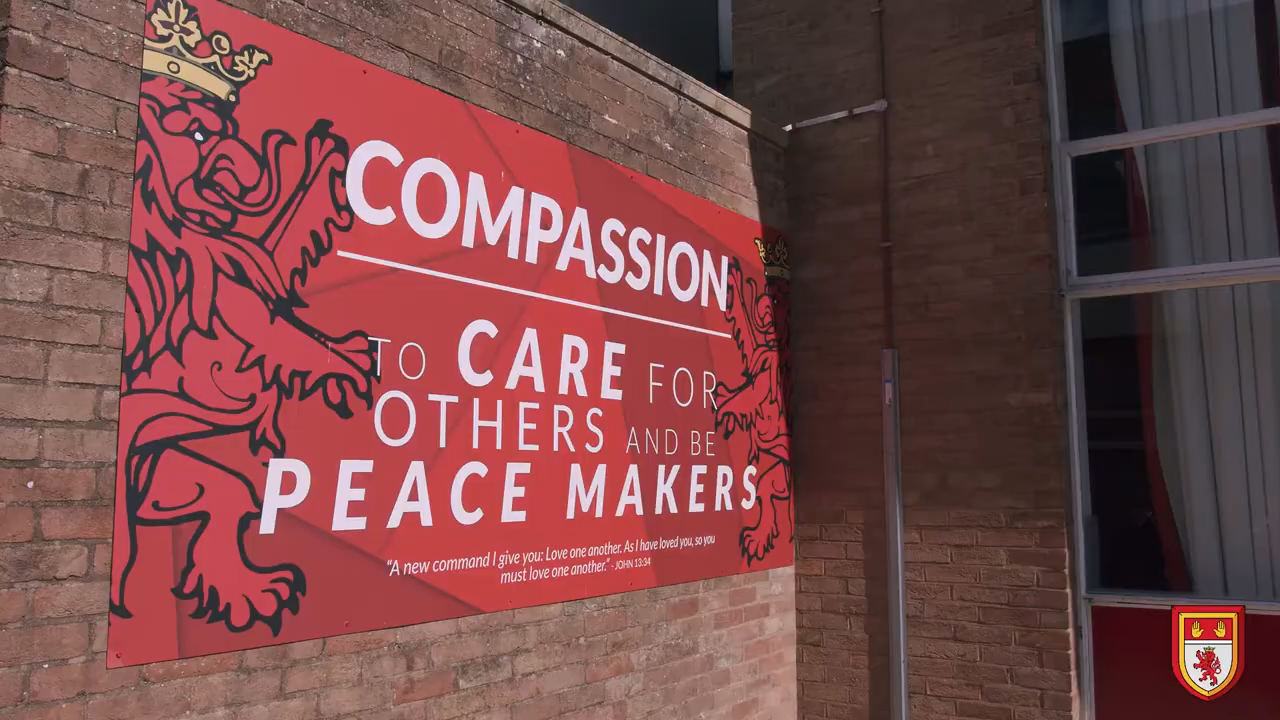 COMPASSION
TO CARE FOR
OTHERS AND BE
PEACE MAKERS
“A new command I give you: Love one another. As I have loved you, so you
must love one another.” - JOHN 13:34